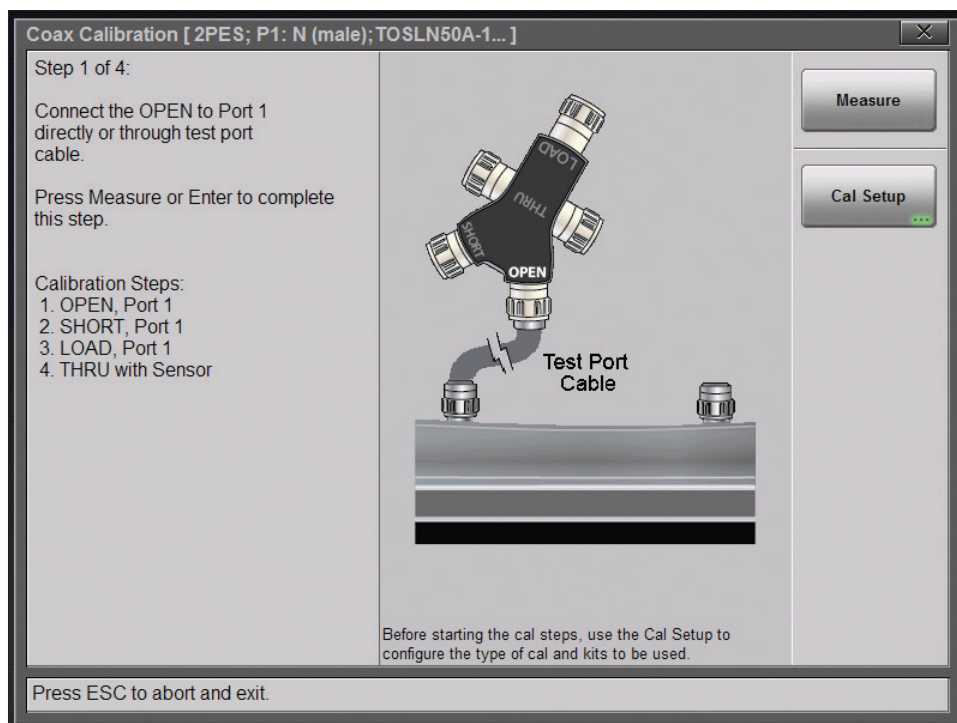 Coax Calibration [ 2PES; P1: N (male); TOSLN50A-1... ]
Step 1 of 4:
Connect the OPEN to Port 1
directly or through test port
cable.
Press Measure or Enter to complete
this step.
Calibration Steps:
1. OPEN, Port 1
2. SHORT, Port 1
3. LOAD, Port 1
4. THRU with Sensor
LOAD
THRU
SHORT
OPEN
Test Port
Cable
Before starting the cal steps, use the Cal Setup to
configure the type of cal and kits to be used.
Measure
Cal Setup
Press ESC to abort and exit.